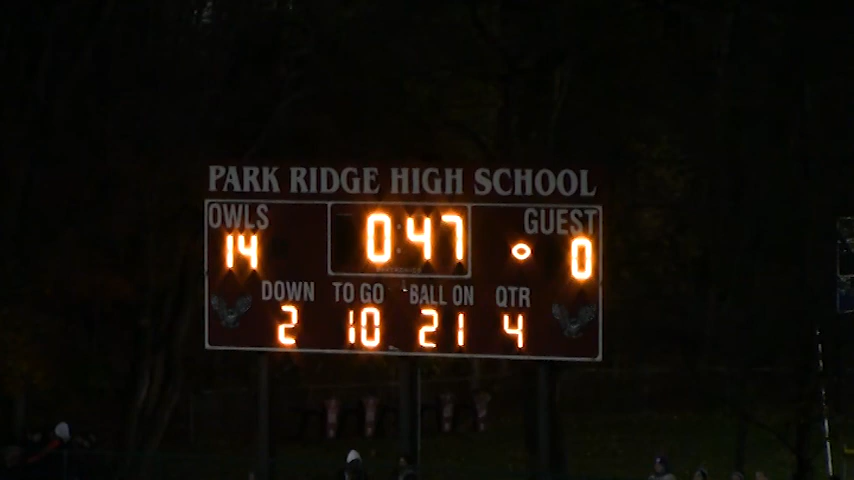 PARK RIDGE HIGH SCHOOL
OWLS 0:47 GUEST
14 0
DOWN TO GO BALL ON QTR
2 10 21 4